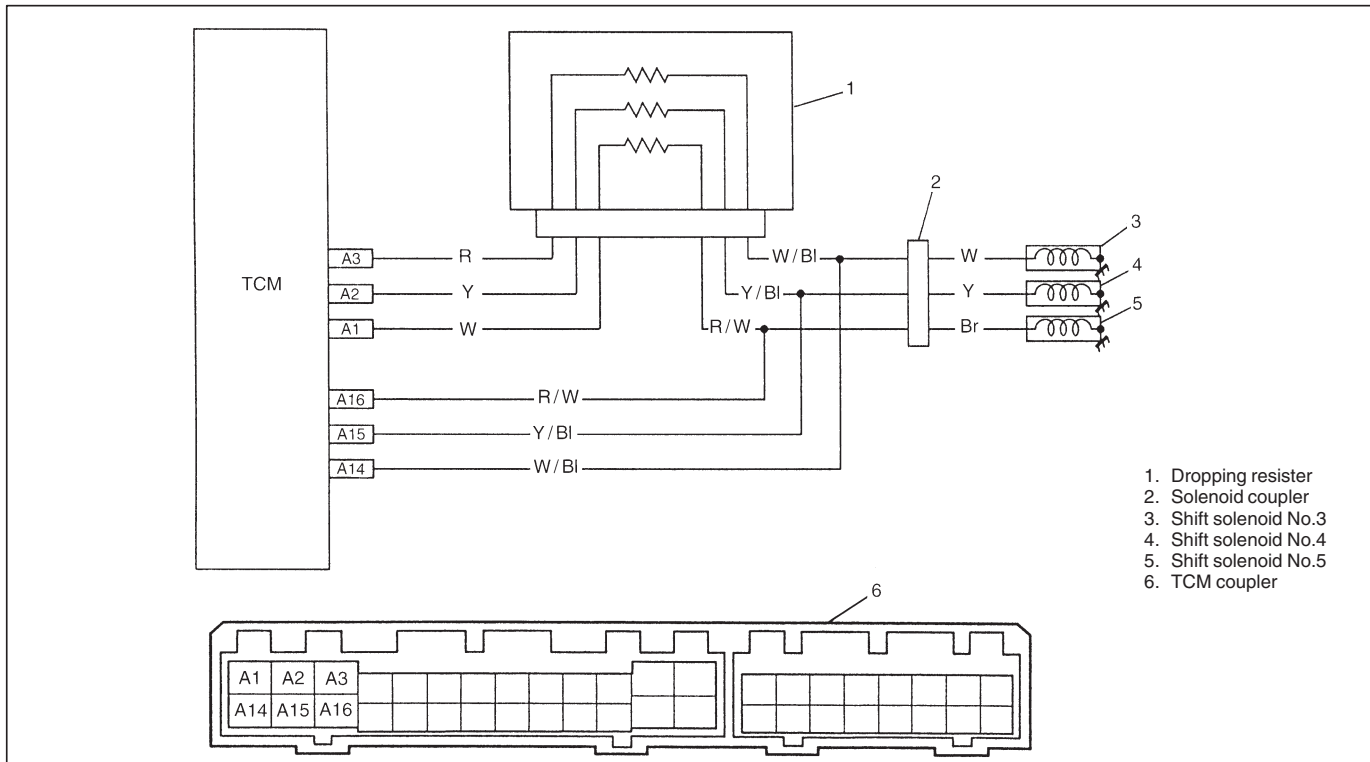 1
2
3
A3 R W/Bl W
4
TCM
A2 Y Y/Bl Y
5
A1 W R/W Br
A16 R/W
A15 Y/Bl
A14 W/Bl
1. Dropping resister
2. Solenoid coupler
3. Shift solenoid No.3
4. Shift solenoid No.4
5. Shift solenoid No.5
6. TCM coupler
6
A1 A2 A3
A14 A15 A16